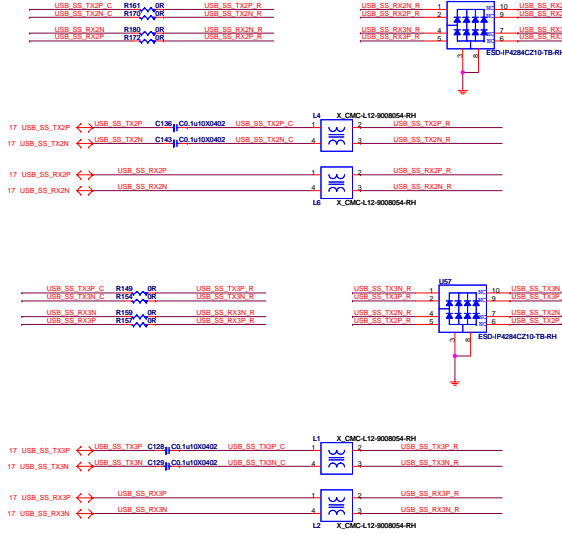 USB_SS_TX2P_C R161 0R USB_SS_TX2P_R
USB_SS_TX2N_C R170 0R USB_SS_TX2N_R
USB_SS_RX2N R180 0R USB_SS_RX2N_R
USB_SS_RX2P R172 0R USB_SS_RX2P_R
USB_SS_RX2N_R 1 10 USB_SS_RX2
USB_SS_RX2P_R 2 9 USB_SS_RX2
USB_SS_RX3N_R 4 7 USB_SS_RX3
USB_SS_RX3P_R 5 6 USB_SS_RX3
3 8
ESD-IP4284CZ10-TB-RH
L4 X_CMC-L12-9008054-RH
17 USB_SS_TX2P USB_SS_TX2P C136 C0.1u10X0402 USB_SS_TX2P_C 1 2 USB_SS_TX2P_R
17 USB_SS_TX2N USB_SS_TX2N C143 C0.1u10X0402 USB_SS_TX2N_C 4 3 USB_SS_TX2N_R
17 USB_SS_RX2P USB_SS_RX2P 1 2 USB_SS_RX2P_R
17 USB_SS_RX2N USB_SS_RX2N 4 3 USB_SS_RX2N_R
L6 X_CMC-L12-9008054-RH
USB_SS_TX3P_C R149 0R USB_SS_TX3P_R
USB_SS_TX3N_C R154 0R USB_SS_TX3N_R
USB_SS_RX3N R159 0R USB_SS_RX3N_R
USB_SS_RX3P R157 0R USB_SS_RX3P_R
U57
USB_SS_TX3N_R 1 10 USB_SS_TX3N
USB_SS_TX3P_R 2 9 USB_SS_TX3P
USB_SS_TX2N_R 4 7 USB_SS_TX2N
USB_SS_TX2P_R 5 6 USB_SS_TX2P
3 8
ESD-IP4284CZ10-TB-RH
L1 X_CMC-L12-9008054-RH
17 USB_SS_TX3P USB_SS_TX3P C128 C0.1u10X0402 USB_SS_TX3P_C 1 2 USB_SS_TX3P_R
17 USB_SS_TX3N USB_SS_TX3N C129 C0.1u10X0402 USB_SS_TX3N_C 4 3 USB_SS_TX3N_R
17 USB_SS_RX3P USB_SS_RX3P 1 2 USB_SS_RX3P_R
17 USB_SS_RX3N USB_SS_RX3N 4 3 USB_SS_RX3N_R
L2 X_CMC-L12-9008054-RH